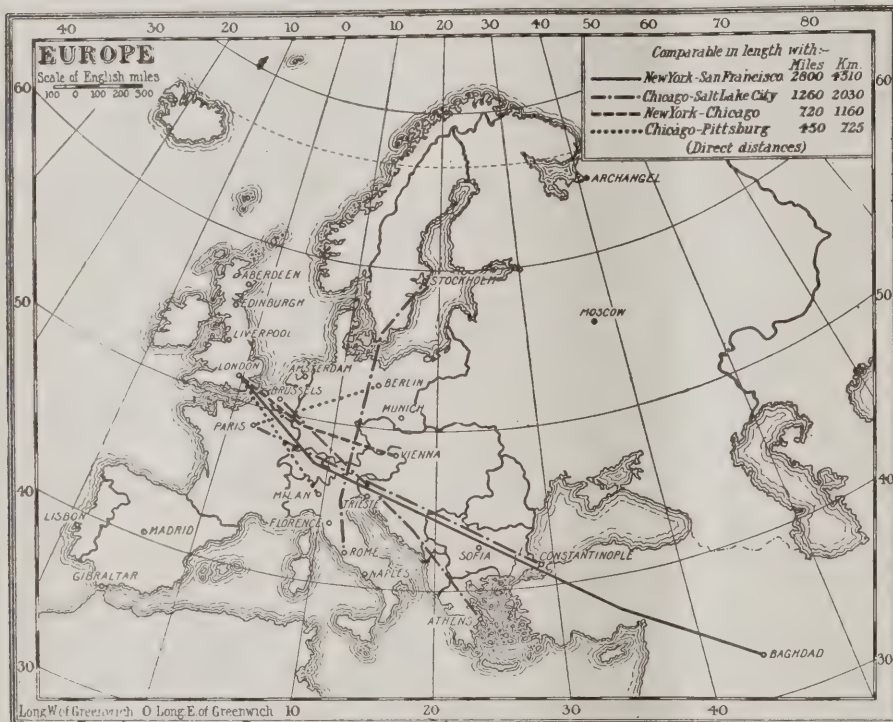 40 30 20 10 0 10 20 30 50 60 80
EUROPE
Scale of English miles
100 0 100 200 300
Comparable in length with:-
Miles Km.
New York-San Francisco 2800 4510
Chicago-Salt Lake City 1260 2030
New York-Chicago 720 1160
Chicago-Pittsburg 450 725
(Direct distances)
60 60
ARCHANGEL
STOCKHOLM
ABERDEEN
EDINBURGH
50 50
MOSCOW
LIVERPOOL
LONDON
AMSTERDAM
BERLIN
BRUSSELS
MUNICH
PARIS
VIENNA
40 40
MILAN
TRIESTE
LISBON
MADRID
FLORENCE
ROME
SOFIA
CONSTANTINOPLE
GIBRALTAR
NAPLES
ATHENS
BAGHDAD
30 30
Long W. of Greenwich 0 Long E. of Greenwich 10 20 30 40